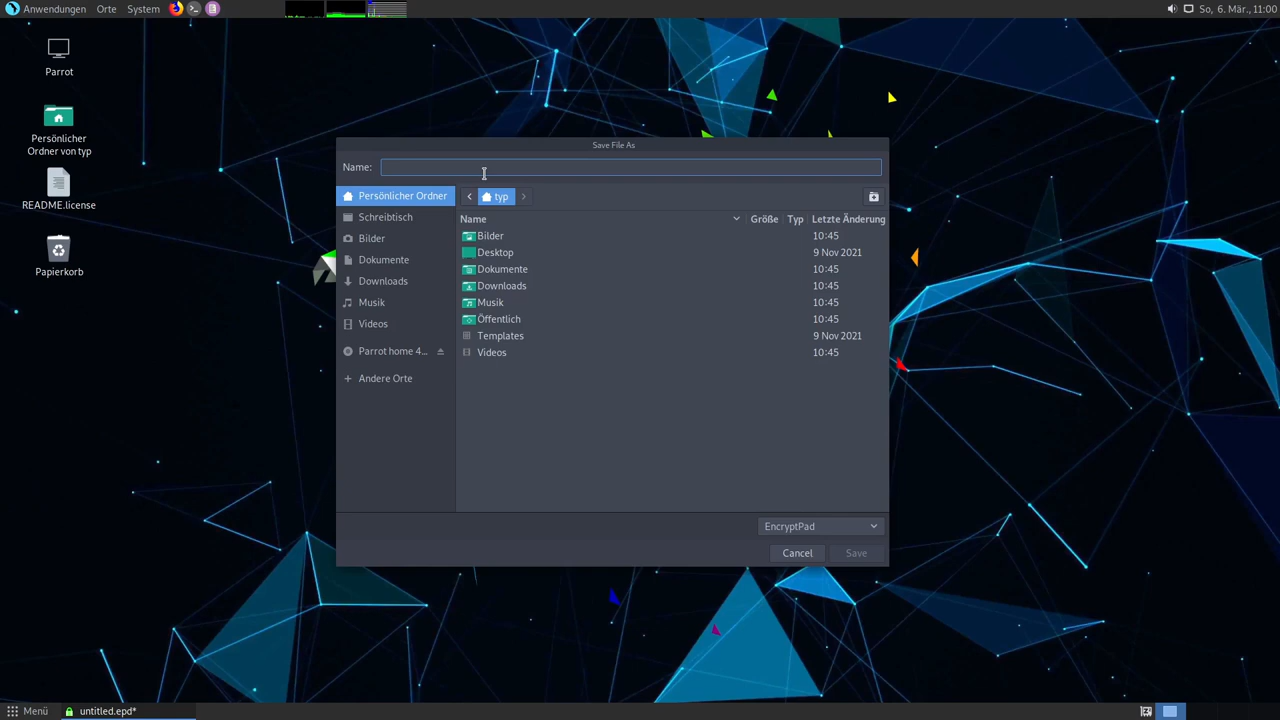 Anwendungen Orte System So, 6. Mär., 11:00
Parrot
Persönlicher
Ordner von typ
README.license
Papierkorb
Save File As
Name:
Persönlicher Ordner
Schreibtisch
Bilder
Dokumente
Downloads
Musik
Videos
Parrot home 4...
Andere Orte
typ
Name Größe Typ Letzte Änderung
Bilder 10:45
Desktop 9 Nov 2021
Dokumente 10:45
Downloads 10:45
Musik 10:45
Öffentlich 10:45
Templates 9 Nov 2021
Videos 10:45
EncryptPad
Cancel Save
Menü untitled.epd*